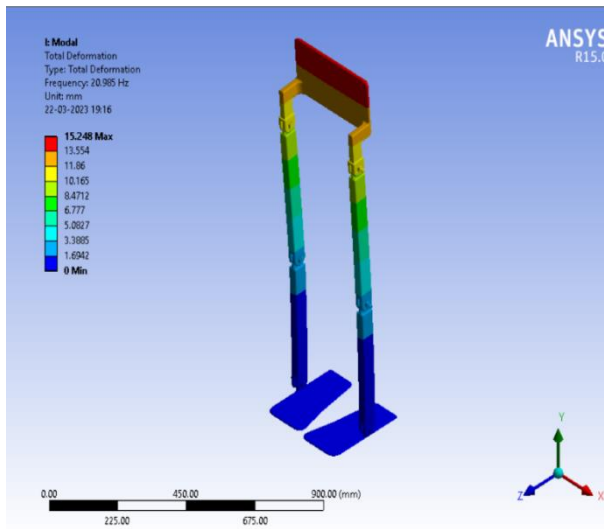 I: Modal
Total Deformation
Type: Total Deformation
Frequency: 20.985 Hz
Unit: mm
22-03-2023 19:16
15.248 Max
13.554
11.86
10.165
8.4712
6.777
5.0827
3.3885
1.6942
0 Min
ANSYS
R15.0
Y
Z
X
0.00
450.00
900.00 (mm)
225.00
675.00